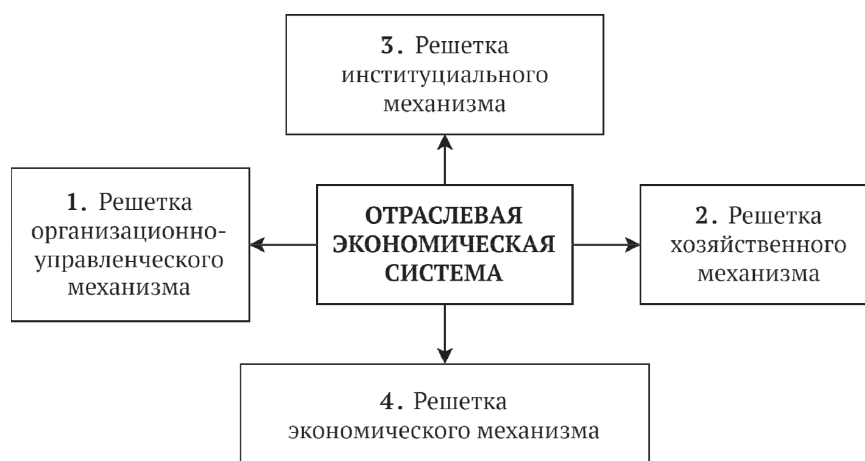 3. Решетка
институциального
механизма
1. Решетка
организационно-
управленческого
механизма
ОТРАСЛЕВАЯ
ЭКОНОМИЧЕСКАЯ
СИСТЕМА
2. Решетка
хозяйственного
механизма
4. Решетка
экономического механизма